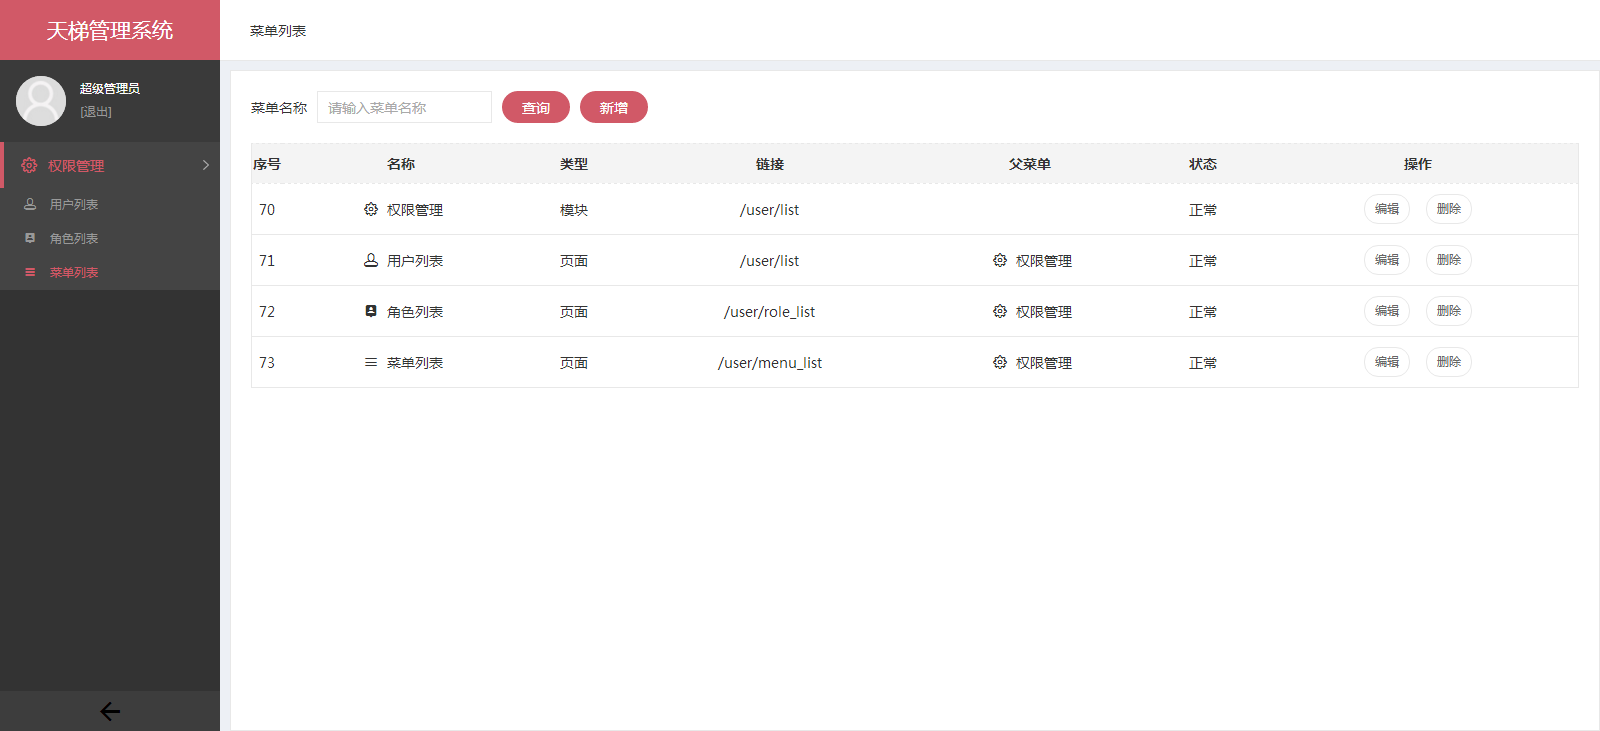 天梯管理系统
超级管理员
[退出]
权限管理
用户列表
角色列表
菜单列表
菜单列表
菜单名称 请输入菜单名称 查询 新增
序号 名称 类型 链接 父菜单 状态 操作
70 权限管理 模块 /user/list 正常 编辑 删除
71 用户列表 页面 /user/list 权限管理 正常 编辑 删除
72 角色列表 页面 /user/role_list 权限管理 正常 编辑 删除
73 菜单列表 页面 /user/menu_list 权限管理 正常 编辑 删除